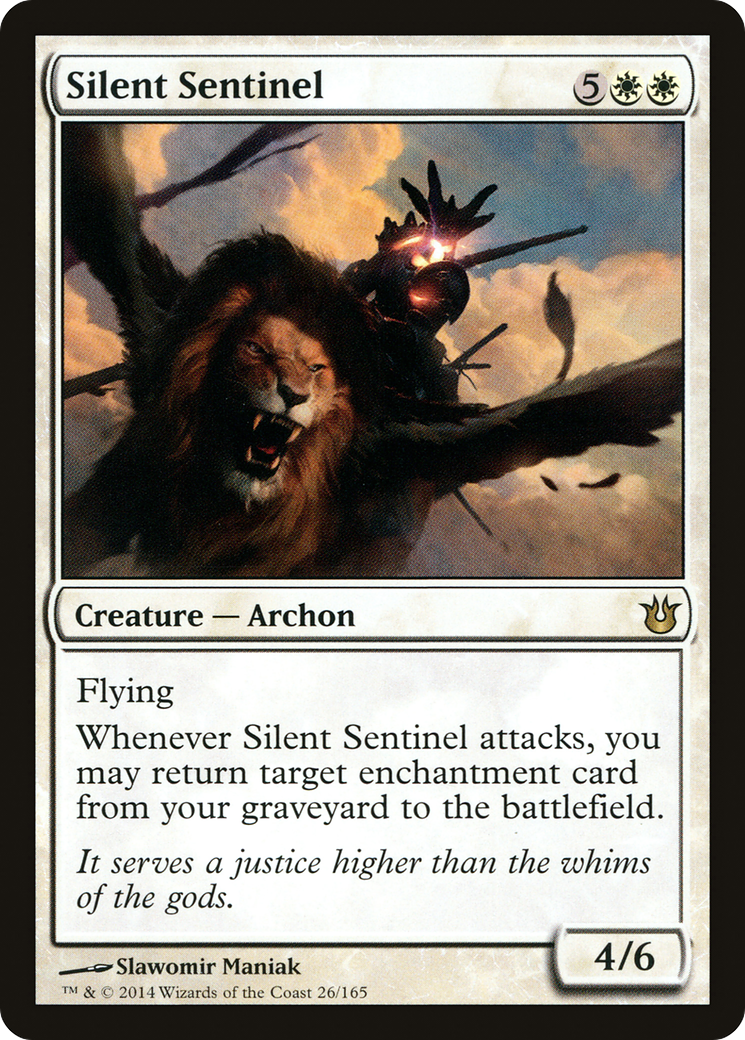 Silent Sentinel 5
Creature — Archon
Flying
Whenever Silent Sentinel attacks, you
may return target enchantment card
from your graveyard to the battlefield.
It serves a justice higher than the whims
of the gods.
4/6
Slawomir Maniak
™ & © 2014 Wizards of the Coast 26/165